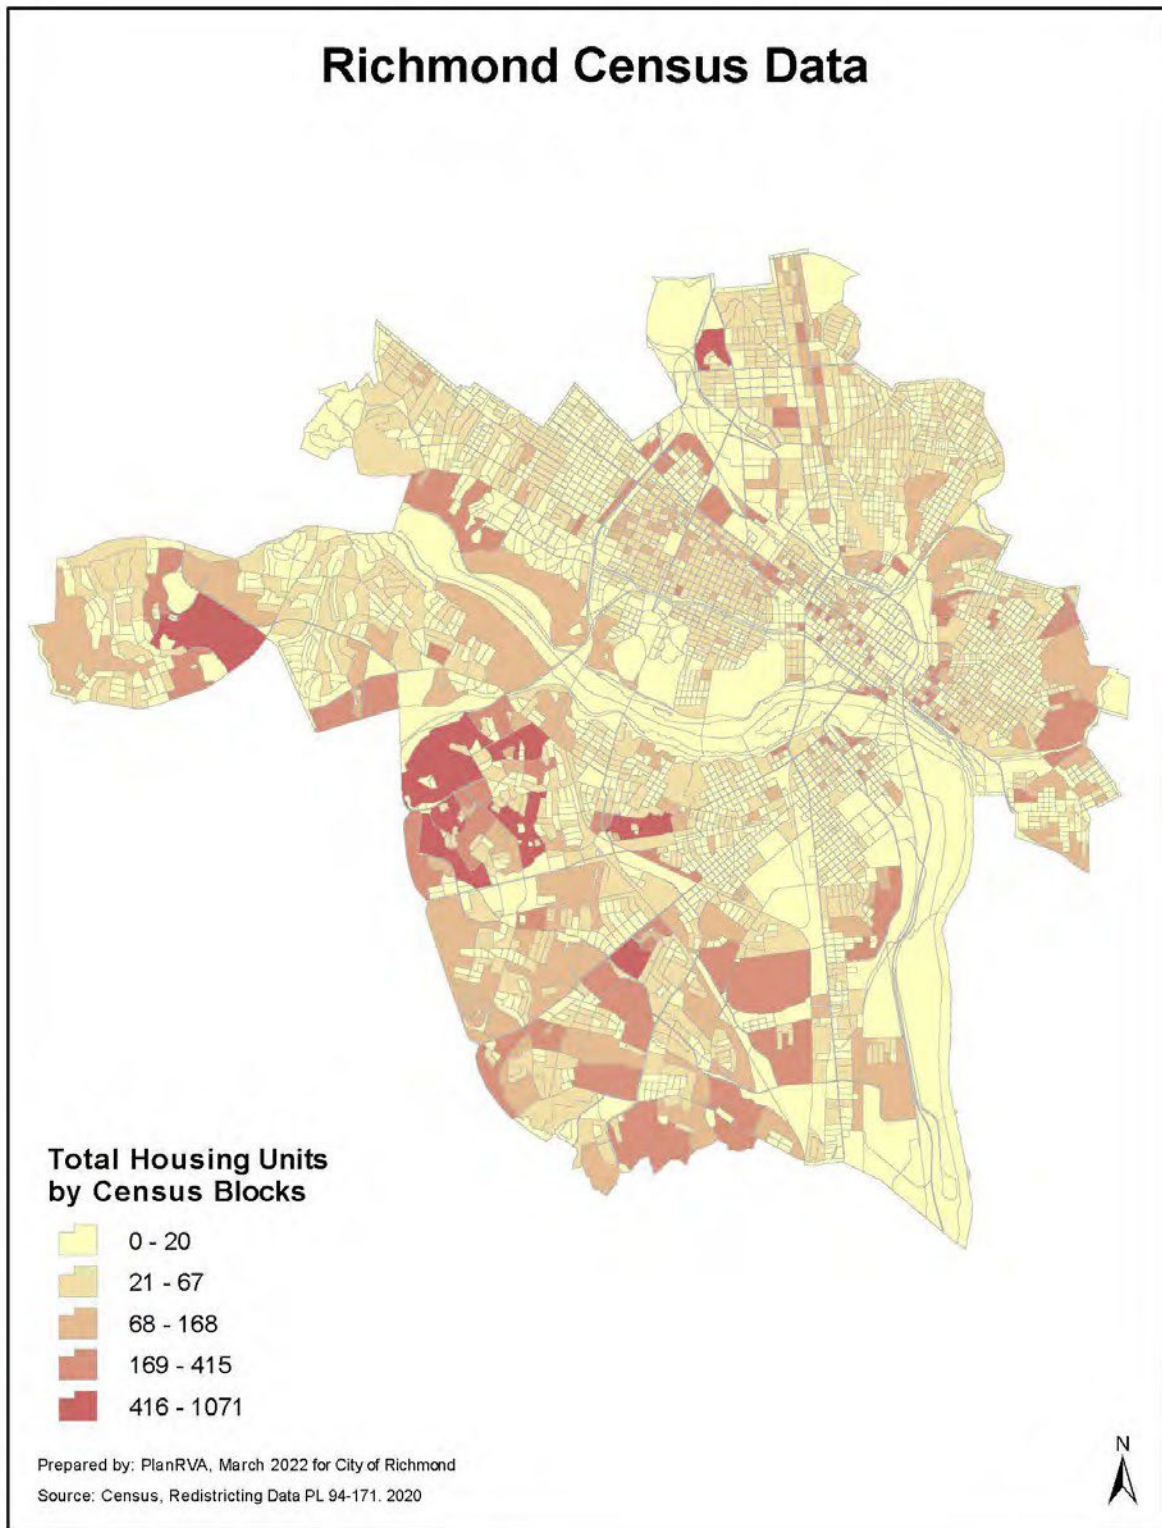 Richmond Census Data
Total Housing Units
by Census Blocks
0 - 20
21 - 67
68 - 168
169 - 415
416 - 1071
Prepared by: PlanRVA, March 2022 for City of Richmond
Source: Census, Redistricting Data PL 94-171. 2020
N